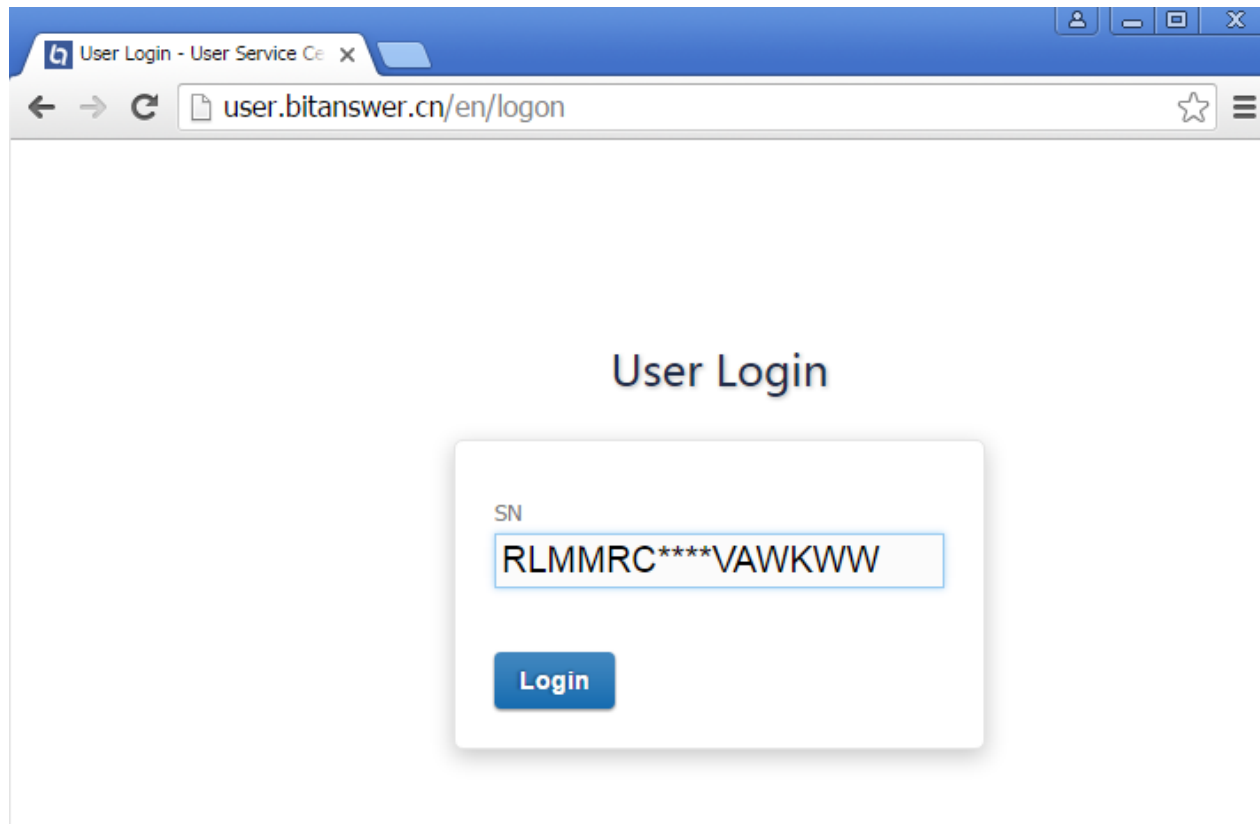 User Login - User Service Ce
user.bitanswer.cn/en/logon
User Login
SN
RLMMRC****VAWKWW
Login